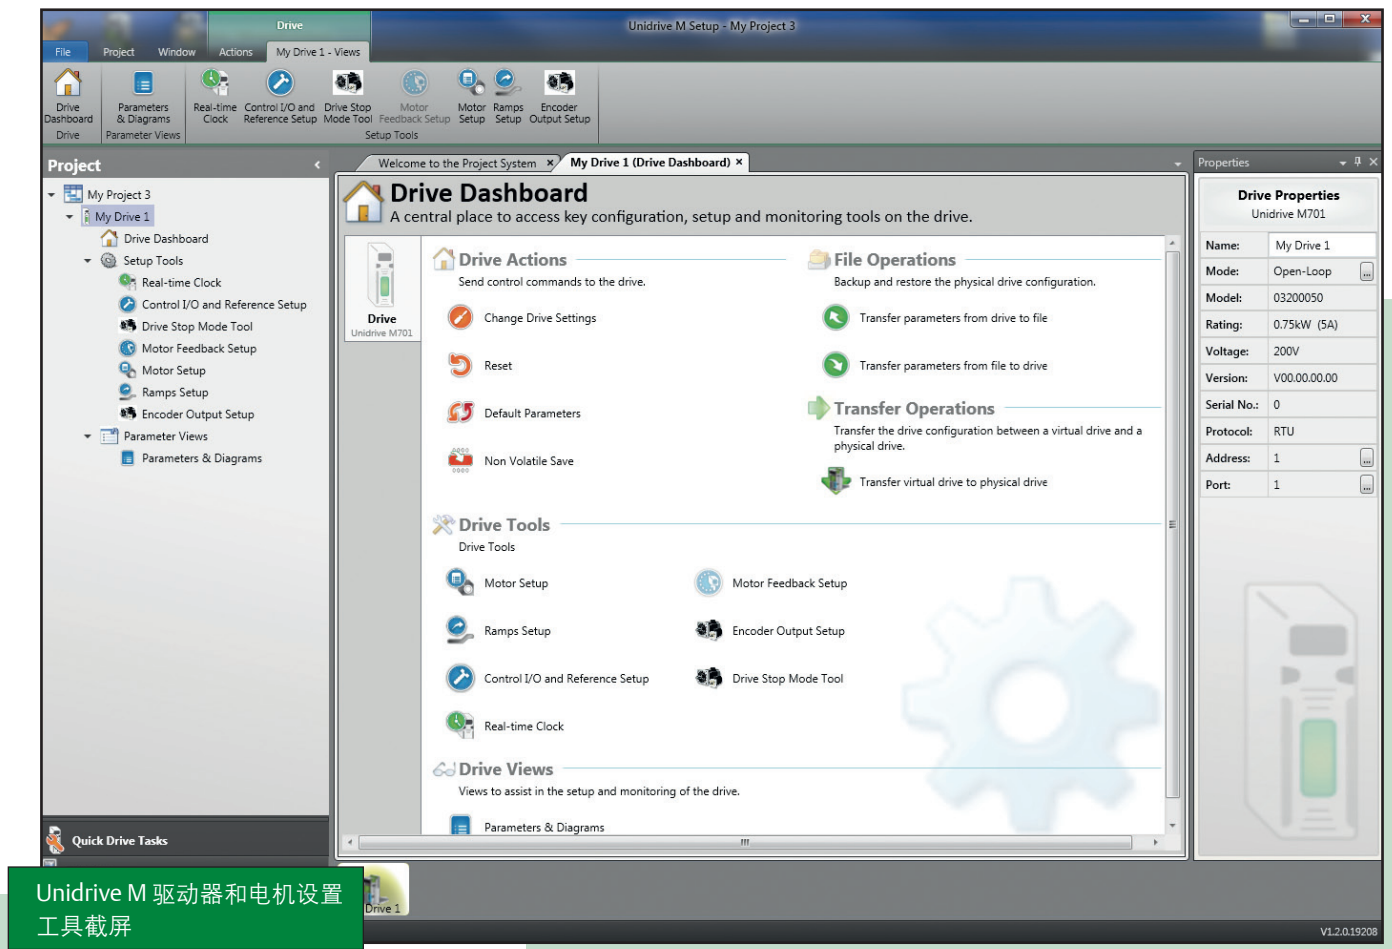 Drive
Unidrive M Setup - My Project 3
File Project Window Actions My Drive 1 - Views
Drive Dashboard
Parameters & Diagrams
Real-time Clock
Control I/O and Reference Setup
Drive Stop Mode Tool
Motor Feedback Setup
Motor Setup
Ramps Setup
Encoder Output Setup
Drive Parameter Views Setup Tools
Project
My Project 3
My Drive 1
Drive Dashboard
Setup Tools
Real-time Clock
Control I/O and Reference Setup
Drive Stop Mode Tool
Motor Feedback Setup
Motor Setup
Ramps Setup
Encoder Output Setup
Parameter Views
Parameters & Diagrams
Quick Drive Tasks
Welcome to the Project System × My Drive 1 (Drive Dashboard) ×
Drive Dashboard
A central place to access key configuration, setup and monitoring tools on the drive.
Drive
Unidrive M701
Drive Actions
Send control commands to the drive.
Change Drive Settings
Reset
Default Parameters
Non Volatile Save
File Operations
Backup and restore the physical drive configuration.
Transfer parameters from drive to file
Transfer parameters from file to drive
Transfer Operations
Transfer the drive configuration between a virtual drive and a
physical drive.
Transfer virtual drive to physical drive
Drive Tools
Drive Tools
Motor Setup
Motor Feedback Setup
Ramps Setup
Encoder Output Setup
Control I/O and Reference Setup
Drive Stop Mode Tool
Real-time Clock
Drive Views
Views to assist in the setup and monitoring of the drive.
Parameters & Diagrams
Properties
Drive Properties
Unidrive M701
Name: My Drive 1
Mode: Open-Loop ...
Model: 03200050
Rating: 0.75kW (5A)
Voltage: 200V
Version: V00.00.00.00
Serial No.: 0
Protocol: RTU
Address: 1 ...
Port: 1 ...
Drive 1
V1.2.0.19208
Unidrive M 驱动器和电机设置
工具截屏